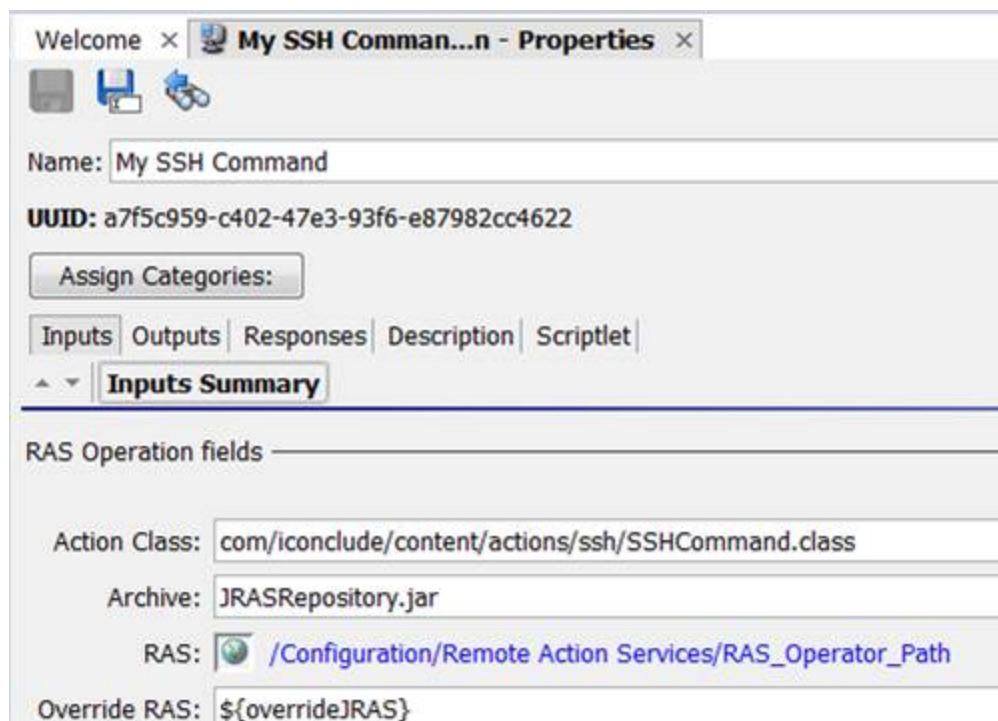 Welcome × My SSH Comman...n - Properties ×
Name: My SSH Command
UUID: a7f5c959-c402-47e3-93f6-e87982cc4622
Assign Categories:
Inputs Outputs Responses Description Scriptlet
Inputs Summary
RAS Operation fields
Action Class: com/iconclude/content/actions/ssh/SSHCommand.class
Archive: JRASRepository.jar
RAS: /Configuration/Remote Action Services/RAS_Operator_Path
Override RAS: ${overrideJRAS}